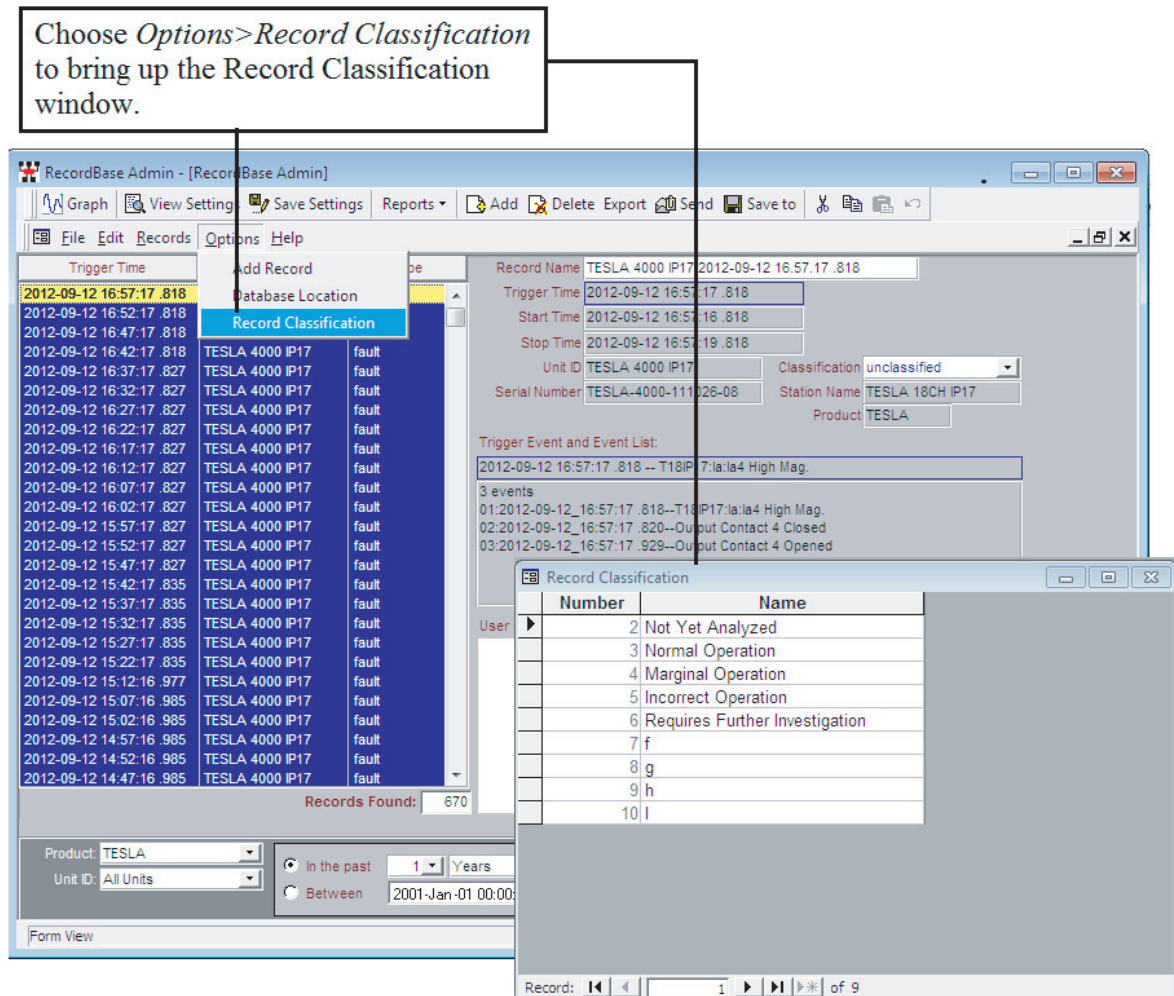 Choose Options>Record Classification
to bring up the Record Classification
window.
RecordBase Admin - [RecordBase Admin]
Graph View Settings Save Settings Reports Add Delete Export Send Save to
File Edit Records Options Help
Add Record
Database Location
Record Classification
Trigger Time
2012-09-12 16:57:17 .818
2012-09-12 16:52:17 .818
2012-09-12 16:47:17 .818
2012-09-12 16:42:17 .818 TESLA 4000 IP17 fault
2012-09-12 16:37:17 .827 TESLA 4000 IP17 fault
2012-09-12 16:32:17 .827 TESLA 4000 IP17 fault
2012-09-12 16:27:17 .827 TESLA 4000 IP17 fault
2012-09-12 16:22:17 .827 TESLA 4000 IP17 fault
2012-09-12 16:17:17 .827 TESLA 4000 IP17 fault
2012-09-12 16:12:17 .827 TESLA 4000 IP17 fault
2012-09-12 16:07:17 .827 TESLA 4000 IP17 fault
2012-09-12 16:02:17 .827 TESLA 4000 IP17 fault
2012-09-12 15:57:17 .827 TESLA 4000 IP17 fault
2012-09-12 15:52:17 .827 TESLA 4000 IP17 fault
2012-09-12 15:47:17 .827 TESLA 4000 IP17 fault
2012-09-12 15:42:17 .835 TESLA 4000 IP17 fault
2012-09-12 15:37:17 .835 TESLA 4000 IP17 fault
2012-09-12 15:32:17 .835 TESLA 4000 IP17 fault
2012-09-12 15:27:17 .835 TESLA 4000 IP17 fault
2012-09-12 15:22:17 .835 TESLA 4000 IP17 fault
2012-09-12 15:12:16 .977 TESLA 4000 IP17 fault
2012-09-12 15:07:16 .985 TESLA 4000 IP17 fault
2012-09-12 15:02:16 .985 TESLA 4000 IP17 fault
2012-09-12 14:57:16 .985 TESLA 4000 IP17 fault
2012-09-12 14:52:16 .985 TESLA 4000 IP17 fault
2012-09-12 14:47:16 .985 TESLA 4000 IP17 fault
Records Found: 670
Record Name TESLA 4000 IP17 2012-09-12 16.57.17 .818
Trigger Time 2012-09-12 16:57:17 .818
Start Time 2012-09-12 16:57:16 .818
Stop Time 2012-09-12 16:57:19 .818
Unit ID TESLA 4000 IP17 Classification unclassified
Serial Number TESLA-4000-111026-08 Station Name TESLA 18CH IP17
Product TESLA
Trigger Event and Event List:
2012-09-12 16:57:17 .818 -- T18IP17:Ia:Ia4 High Mag.
3 events
01:2012-09-12_16:57:17 .818--T18IP17:Ia:Ia4 High Mag.
02:2012-09-12_16:57:17 .820--Output Contact 4 Closed
03:2012-09-12_16:57:17 .929--Output Contact 4 Opened
User
Record Classification
Number Name
2 Not Yet Analyzed
3 Normal Operation
4 Marginal Operation
5 Incorrect Operation
6 Requires Further Investigation
7 f
8 g
9 h
10 I
Record: 1 of 9
Product: TESLA
Unit ID: All Units
In the past 1 Years
Between 2001-Jan-01 00:00:
Form View